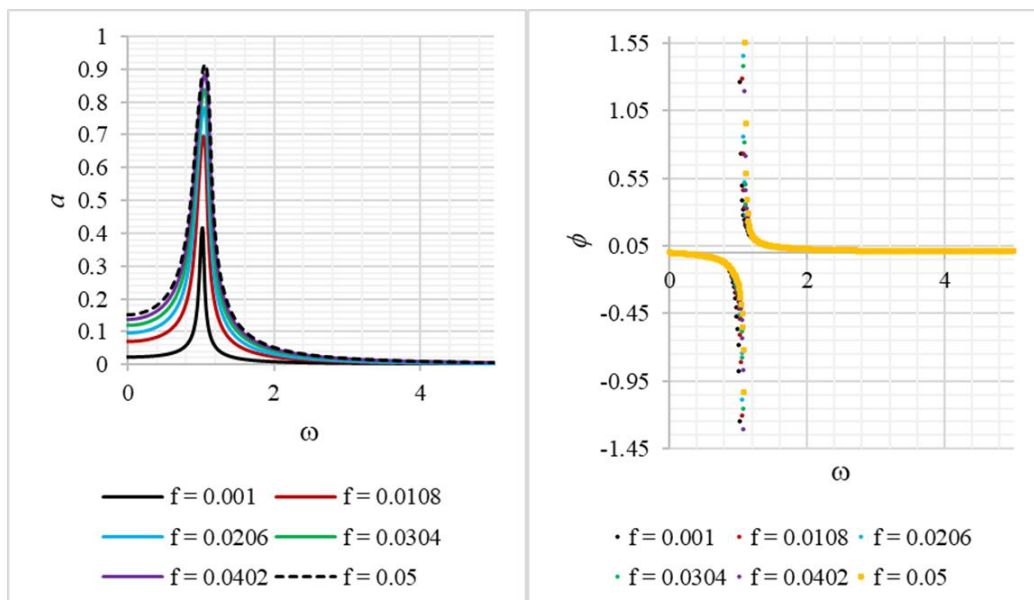 1
0.9
0.8
0.7
0.6
0.5
0.4
0.3
0.2
0.1
0
a
0 2 4
ω
f = 0.001 f = 0.0108
f = 0.0206 f = 0.0304
f = 0.0402 f = 0.05
1.55
1.05
0.55
0.05
-0.45
-0.95
-1.45
ϕ
0 2 4
ω
f = 0.001 f = 0.0108 f = 0.0206
f = 0.0304 f = 0.0402 f = 0.05